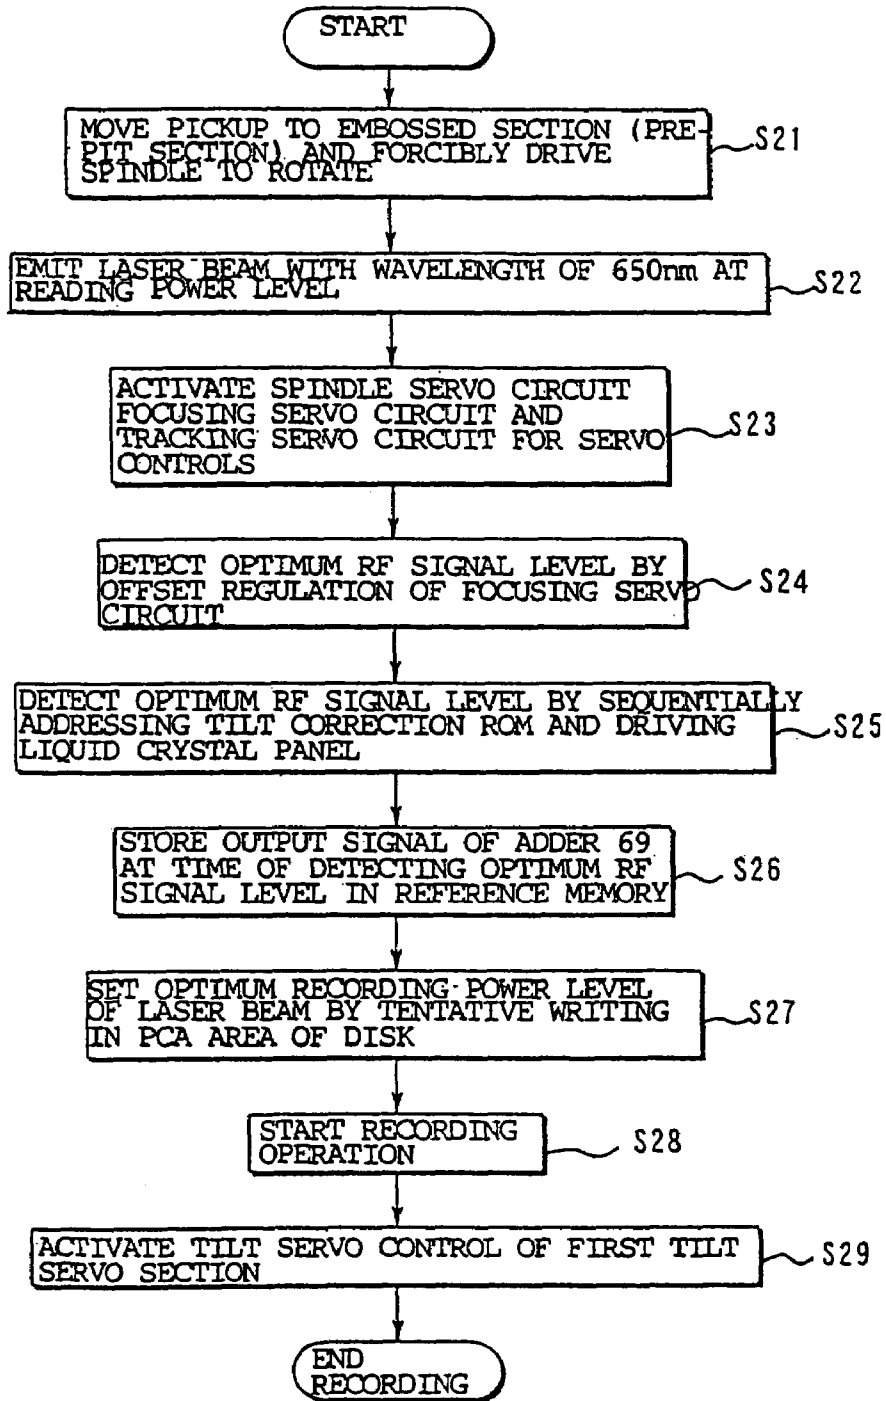 START
MOVE PICKUP TO EMBOSSED SECTION (PRE-
PIT SECTION) AND FORCIBLY DRIVE
SPINDLE TO ROTATE
S21
EMIT LASER BEAM WITH WAVELENGTH OF 650nm AT
READING POWER LEVEL
S22
ACTIVATE SPINDLE SERVO CIRCUIT
FOCUSING SERVO CIRCUIT AND
TRACKING SERVO CIRCUIT FOR SERVO
CONTROLS
S23
DETECT OPTIMUM RF SIGNAL LEVEL BY
OFFSET REGULATION OF FOCUSING SERVO
CIRCUIT
S24
DETECT OPTIMUM RF SIGNAL LEVEL BY SEQUENTIALLY
ADDRESSING TILT CORRECTION ROM AND DRIVING
LIQUID CRYSTAL PANEL
S25
STORE OUTPUT SIGNAL OF ADDER 69
AT TIME OF DETECTING OPTIMUM RF
SIGNAL LEVEL IN REFERENCE MEMORY
S26
SET OPTIMUM RECORDING POWER LEVEL
OF LASER BEAM BY TENTATIVE WRITING
IN PCA AREA OF DISK
S27
START RECORDING
OPERATION
S28
ACTIVATE TILT SERVO CONTROL OF FIRST TILT
SERVO SECTION
S29
END
RECORDING